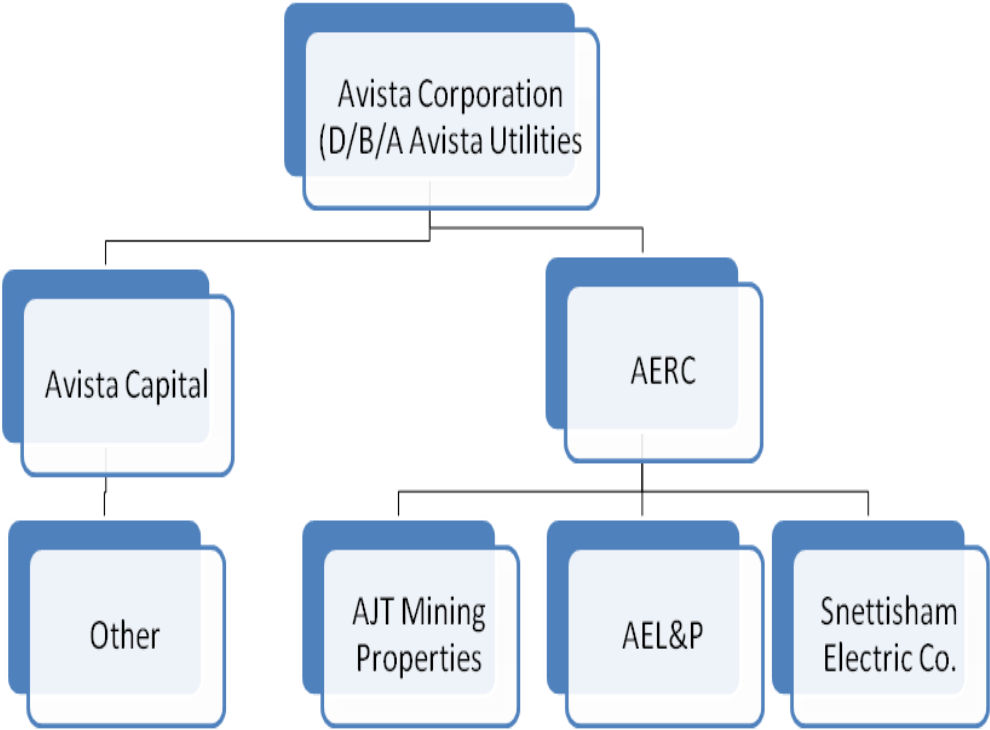 Avista Corporation
(D/B/A Avista Utilities
Avista Capital
AERC
Other
AJT Mining
Properties
AEL&P
Snettisham
Electric Co.